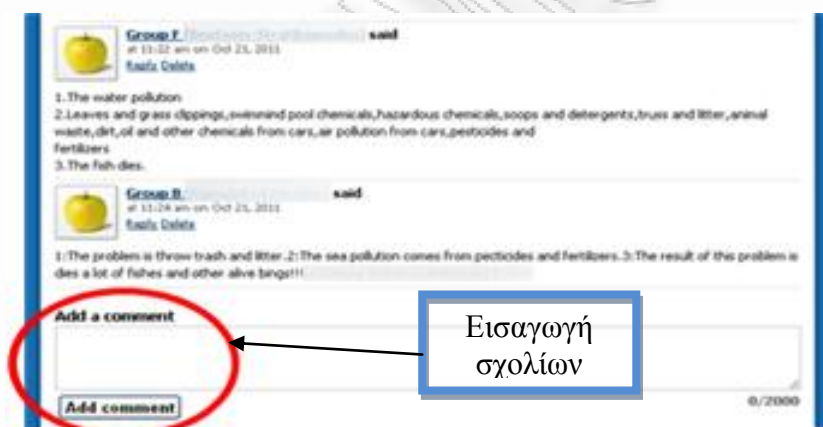 Group F said
at 11:22 am on Oct 21, 2011
Reply Delete
1.The water pollution
2.Leaves and grass clippings,swimmind pool chemicals,hazardous chemicals,soops and detergents,truss and litter,animal
waste,dirt,oil and other chemicals from cars,air pollution from cars,pesticides and
fertilizers
3.The fish dies.
Group B. said
at 11:24 am on Oct 21, 2011
Reply Delete
1:The problem is throw trash and litter.2:The sea pollution comes from pecticides and fertilizers.3:The result of this problem is
dies a lot of fishes and other alive bings!!!
Add a comment
Εισαγωγή
σχολίων
Add comment
0/2000